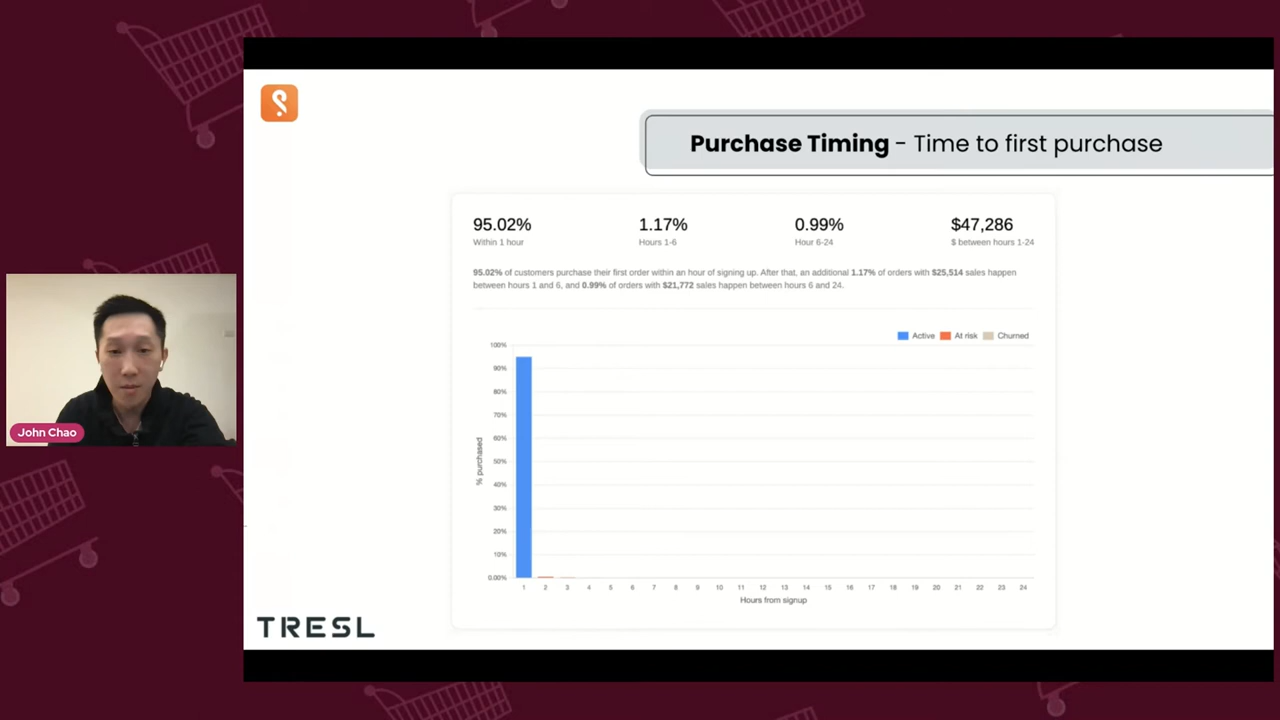 Purchase Timing - Time to first purchase
95.02%
Within 1 hour
1.17%
Hours 1-6
0.99%
Hour 6-24
$47,286
$ between hours 1-24
95.02% of customers purchase their first order within an hour of signing up. After that, an additional 1.17% of orders with $25,514 sales happen
between hours 1 and 6, and 0.99% of orders with $21,772 sales happen between hours 6 and 24.
Active At risk Churned
100%
90%
80%
70%
60%
50%
40%
30%
20%
10%
0.00%
% purchased
1 2 3 4 5 6 7 8 9 10 11 12 13 14 15 16 17 18 19 20 21 22 23 24
Hours from signup
John Chao
TRESL